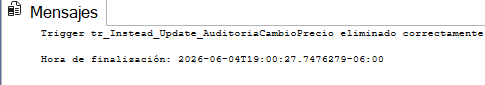 Mensajes
Trigger tr_Instead_Update_AuditoriaCambioPrecio eliminado correctamente
Hora de finalización: 2026-06-04T19:00:27.7476279-06:00